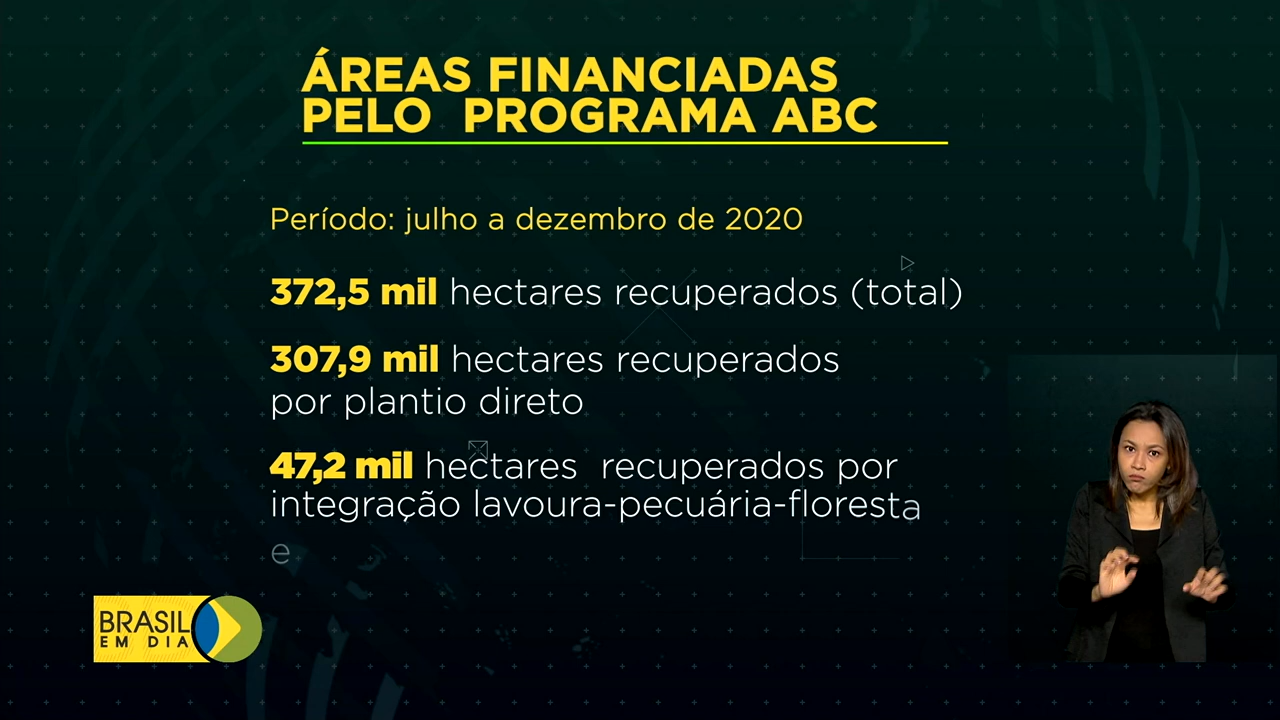 ÁREAS FINANCIADAS
PELO PROGRAMA ABC
Período: julho a dezembro de 2020
372,5 mil hectares recuperados (total)
307,9 mil hectares recuperados
por plantio direto
47,2 mil hectares recuperados por
integração lavoura-pecuária-floresta
e
BRASIL
EM DIA